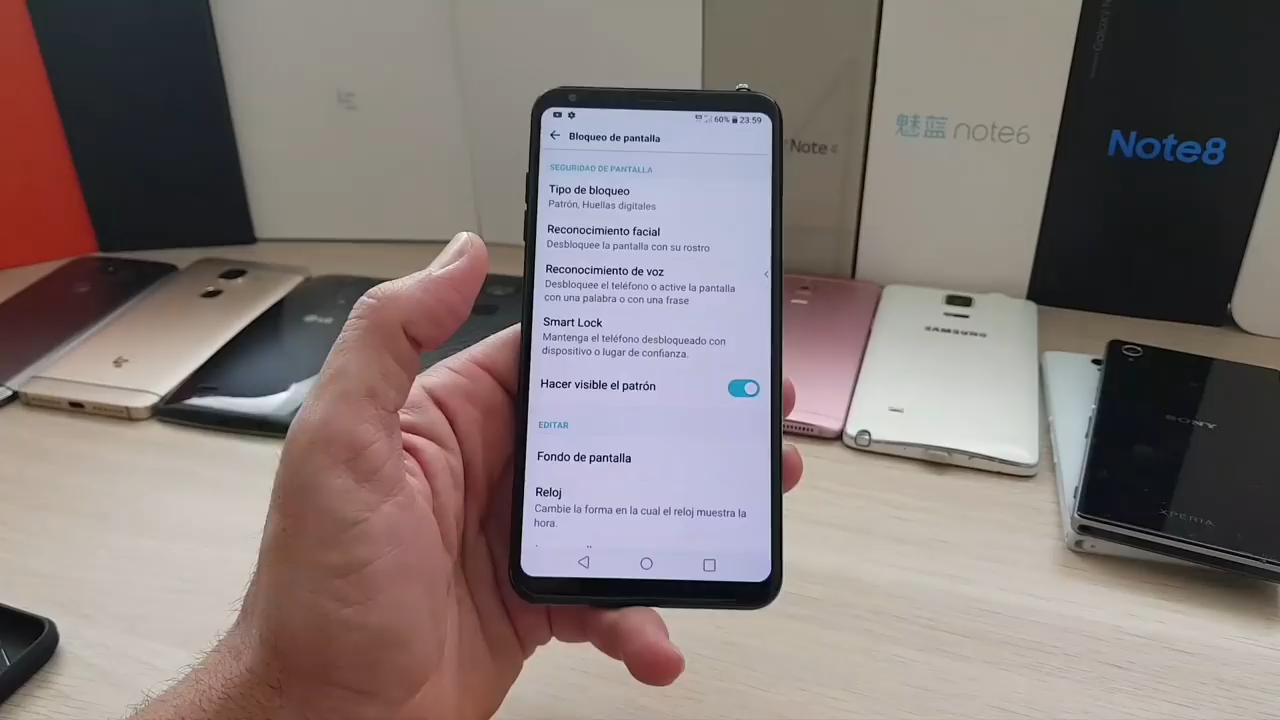 60% 23:59
Bloqueo de pantalla
SEGURIDAD DE PANTALLA
Tipo de bloqueo
Patrón, Huellas digitales
Reconocimiento facial
Desbloquee la pantalla con su rostro
Reconocimiento de voz
Desbloquee el teléfono o active la pantalla
con una palabra o con una frase
Smart Lock
Mantenga el teléfono desbloqueado con
dispositivo o lugar de confianza.
Hacer visible el patrón
EDITAR
Fondo de pantalla
Reloj
Cambie la forma en la cual el reloj muestra la
hora.
Note 4
魅蓝 note6
Note8
LG
SAMSUNG
SONY
XPERIA